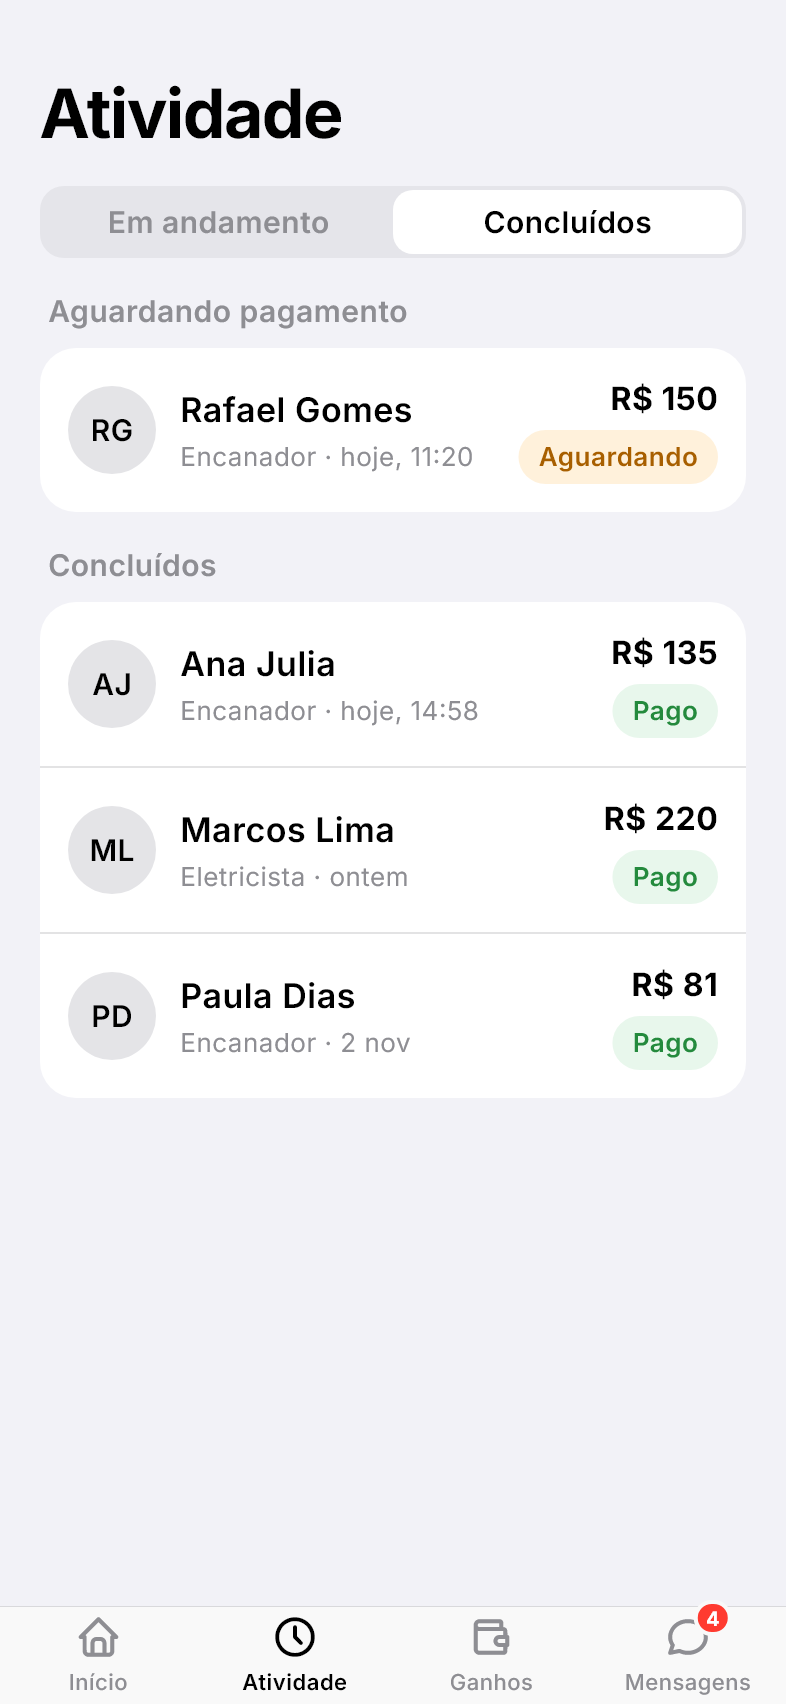 Atividade
Em andamento
Concluídos
Aguardando pagamento
RG
Rafael Gomes
Encanador · hoje, 11:20
R$ 150
Aguardando
Concluídos
AJ
Ana Julia
Encanador · hoje, 14:58
R$ 135
Pago
ML
Marcos Lima
Eletricista · ontem
R$ 220
Pago
PD
Paula Dias
Encanador · 2 nov
R$ 81
Pago
Início
Atividade
Ganhos
4
Mensagens